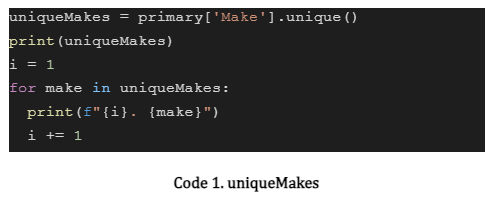 uniqueMakes = primary['Make'].unique()
print(uniqueMakes)
i = 1
for make in uniqueMakes:
  print(f"{i}. {make}")
  i += 1
Code 1. uniqueMakes